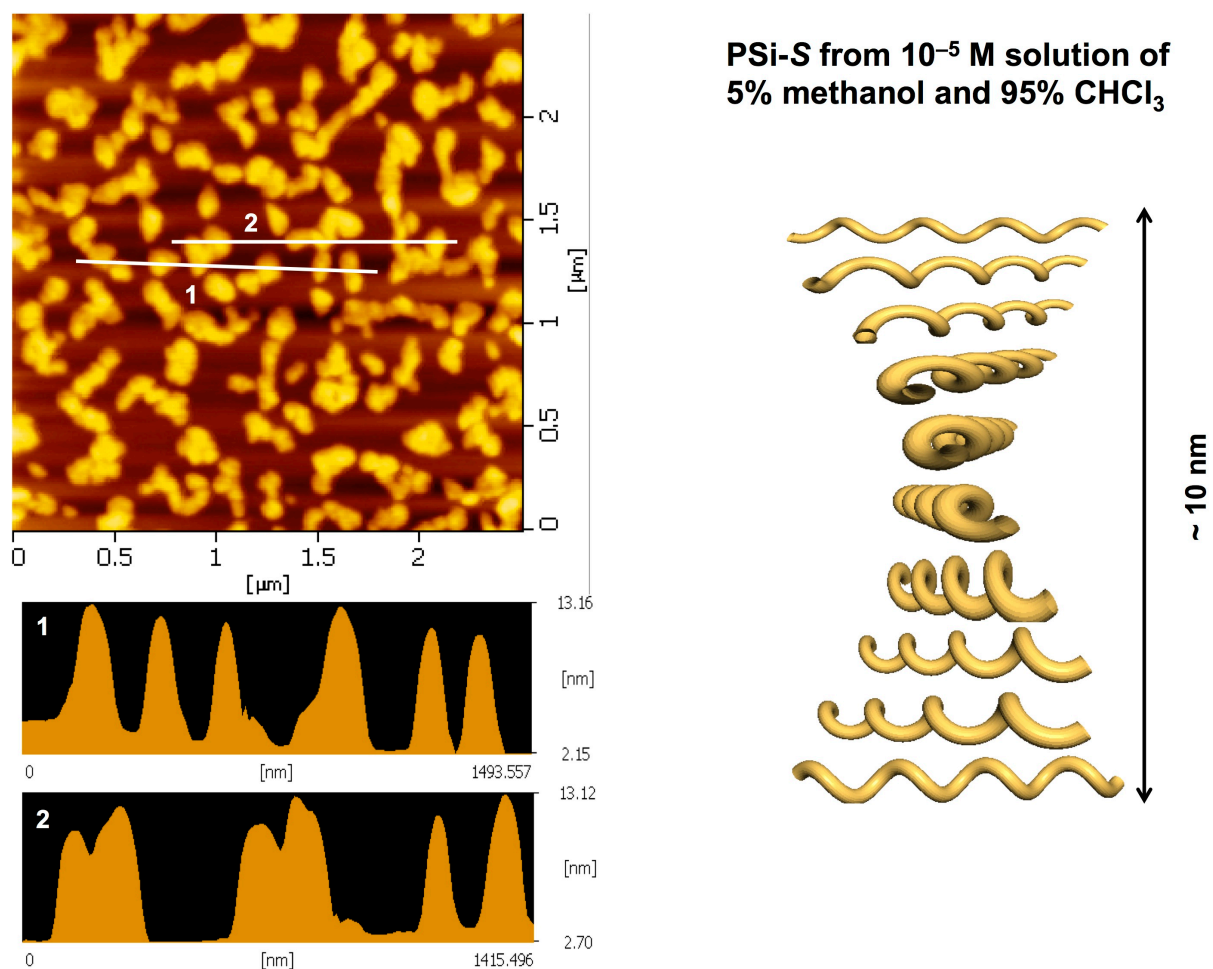 PSi-S from 10⁻⁵ M solution of
5% methanol and 95% CHCl₃
2
1
0
0.5
1
1.5
2
[µm]
0
0.5
1
1.5
2
[µm]
1
13.16
[nm]
2.15
0
[nm]
1493.557
2
13.12
[nm]
2.70
0
[nm]
1415.496
~ 10 nm